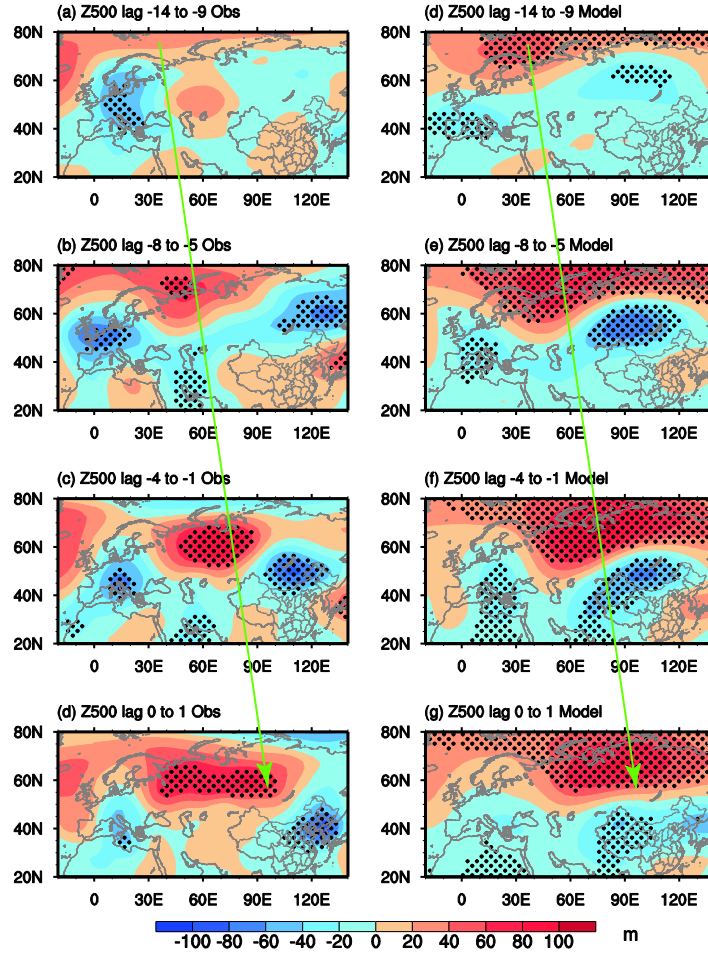 (a) Z500 lag -14 to -9 Obs
(d) Z500 lag -14 to -9 Model
80N
60N
40N
20N
0 30E 60E 90E 120E
80N
60N
40N
20N
0 30E 60E 90E 120E
(b) Z500 lag -8 to -5 Obs
(e) Z500 lag -8 to -5 Model
80N
60N
40N
20N
0 30E 60E 90E 120E
80N
60N
40N
20N
0 30E 60E 90E 120E
(c) Z500 lag -4 to -1 Obs
(f) Z500 lag -4 to -1 Model
80N
60N
40N
20N
0 30E 60E 90E 120E
80N
60N
40N
20N
0 30E 60E 90E 120E
(d) Z500 lag 0 to 1 Obs
(g) Z500 lag 0 to 1 Model
80N
60N
40N
20N
0 30E 60E 90E 120E
80N
60N
40N
20N
0 30E 60E 90E 120E
-100 -80 -60 -40 -20 0 20 40 60 80 100 m